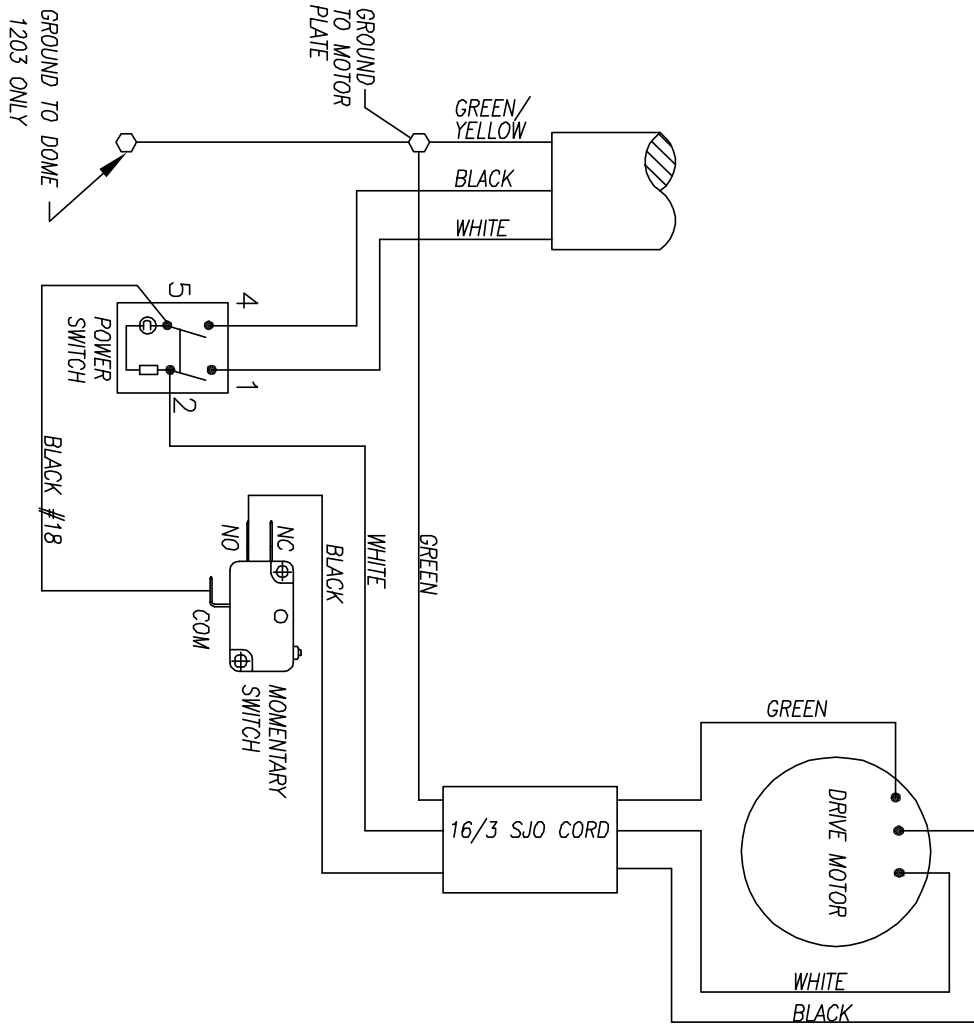 GROUND
TO MOTOR
PLATE
GROUND TO DOME
1203 ONLY
GREEN/
YELLOW
BLACK
WHITE
5
4
POWER
SWITCH
1
2
BLACK #18
NO
NC
COM
BLACK
WHITE
GREEN
MOMENTARY
SWITCH
16/3 SJO CORD
GREEN
DRIVE MOTOR
WHITE
BLACK